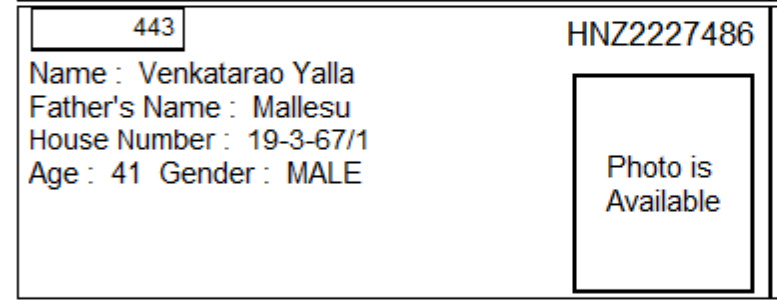 443
HNZ2227486
Name : Venkatarao Yalla
Father's Name : Mallesu
House Number : 19-3-67/1
Age : 41 Gender : MALE
Photo is
Available